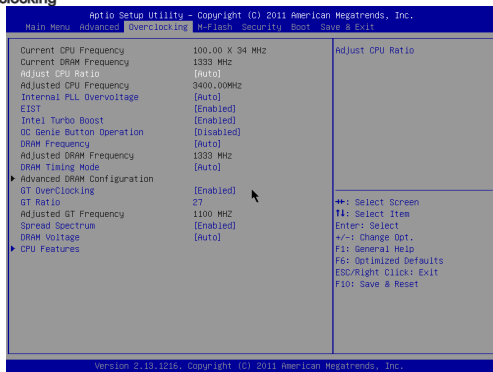 clocking
Aptio Setup Utility – Copyright (C) 2011 American Megatrends, Inc.
Main Menu Advanced Overclocking M-Flash Security Boot Save & Exit
Current CPU Frequency 100.00 X 34 MHz
Current DRAM Frequency 1333 MHz
Adjust CPU Ratio [Auto]
Adjusted CPU Frequency 3400.00MHz
Internal PLL Overvoltage [Auto]
EIST [Enabled]
Intel Turbo Boost [Enabled]
OC Genie Button Operation [Disabled]
DRAM Frequency [Auto]
Adjusted DRAM Frequency 1333 MHz
DRAM Timing Mode [Auto]
Advanced DRAM Configuration
GT OverClocking [Enabled]
GT Ratio 27
Adjusted GT Frequency 1100 MHZ
Spread Spectrum [Enabled]
DRAM Voltage [Auto]
CPU Features
Adjust CPU Ratio
→←: Select Screen
↑↓: Select Item
Enter: Select
+/-: Change Opt.
F1: General Help
F6: Optimized Defaults
ESC/Right Click: Exit
F10: Save & Reset
Version 2.13.1216. Copyright (C) 2011 American Megatrends, Inc.